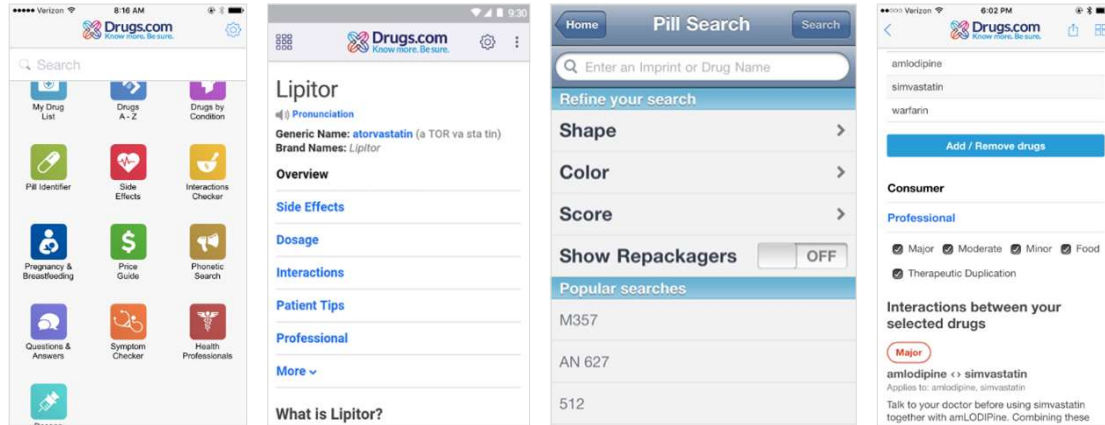 Verizon 8:16 AM
Drugs.com
Know more. Be sure.
Search
My Drug List
Drugs A - Z
Drugs by Condition
Pill Identifier
Side Effects
Interactions Checker
Pregnancy & Breastfeeding
Price Guide
Phonetic Search
Questions & Answers
Symptom Checker
Health Professionals
9:30
Drugs.com
Know more. Be sure.
Lipitor
Pronunciation
Generic Name: atorvastatin (a TOR va sta tin)
Brand Names: Lipitor
Overview
Side Effects
Dosage
Interactions
Patient Tips
Professional
More
What is Lipitor?
Home Pill Search Search
Enter an Imprint or Drug Name
Refine your search
Shape
Color
Score
Show Repackagers OFF
Popular searches
M357
AN 627
512
Verizon 6:02 PM
Drugs.com
Know more. Be sure.
amlodipine
simvastatin
warfarin
Add / Remove drugs
Consumer
Professional
Major Moderate Minor Food
Therapeutic Duplication
Interactions between your
selected drugs
Major
amlodipine <> simvastatin
Applies to: amlodipine, simvastatin
Talk to your doctor before using simvastatin
together with amLODIPine. Combining these